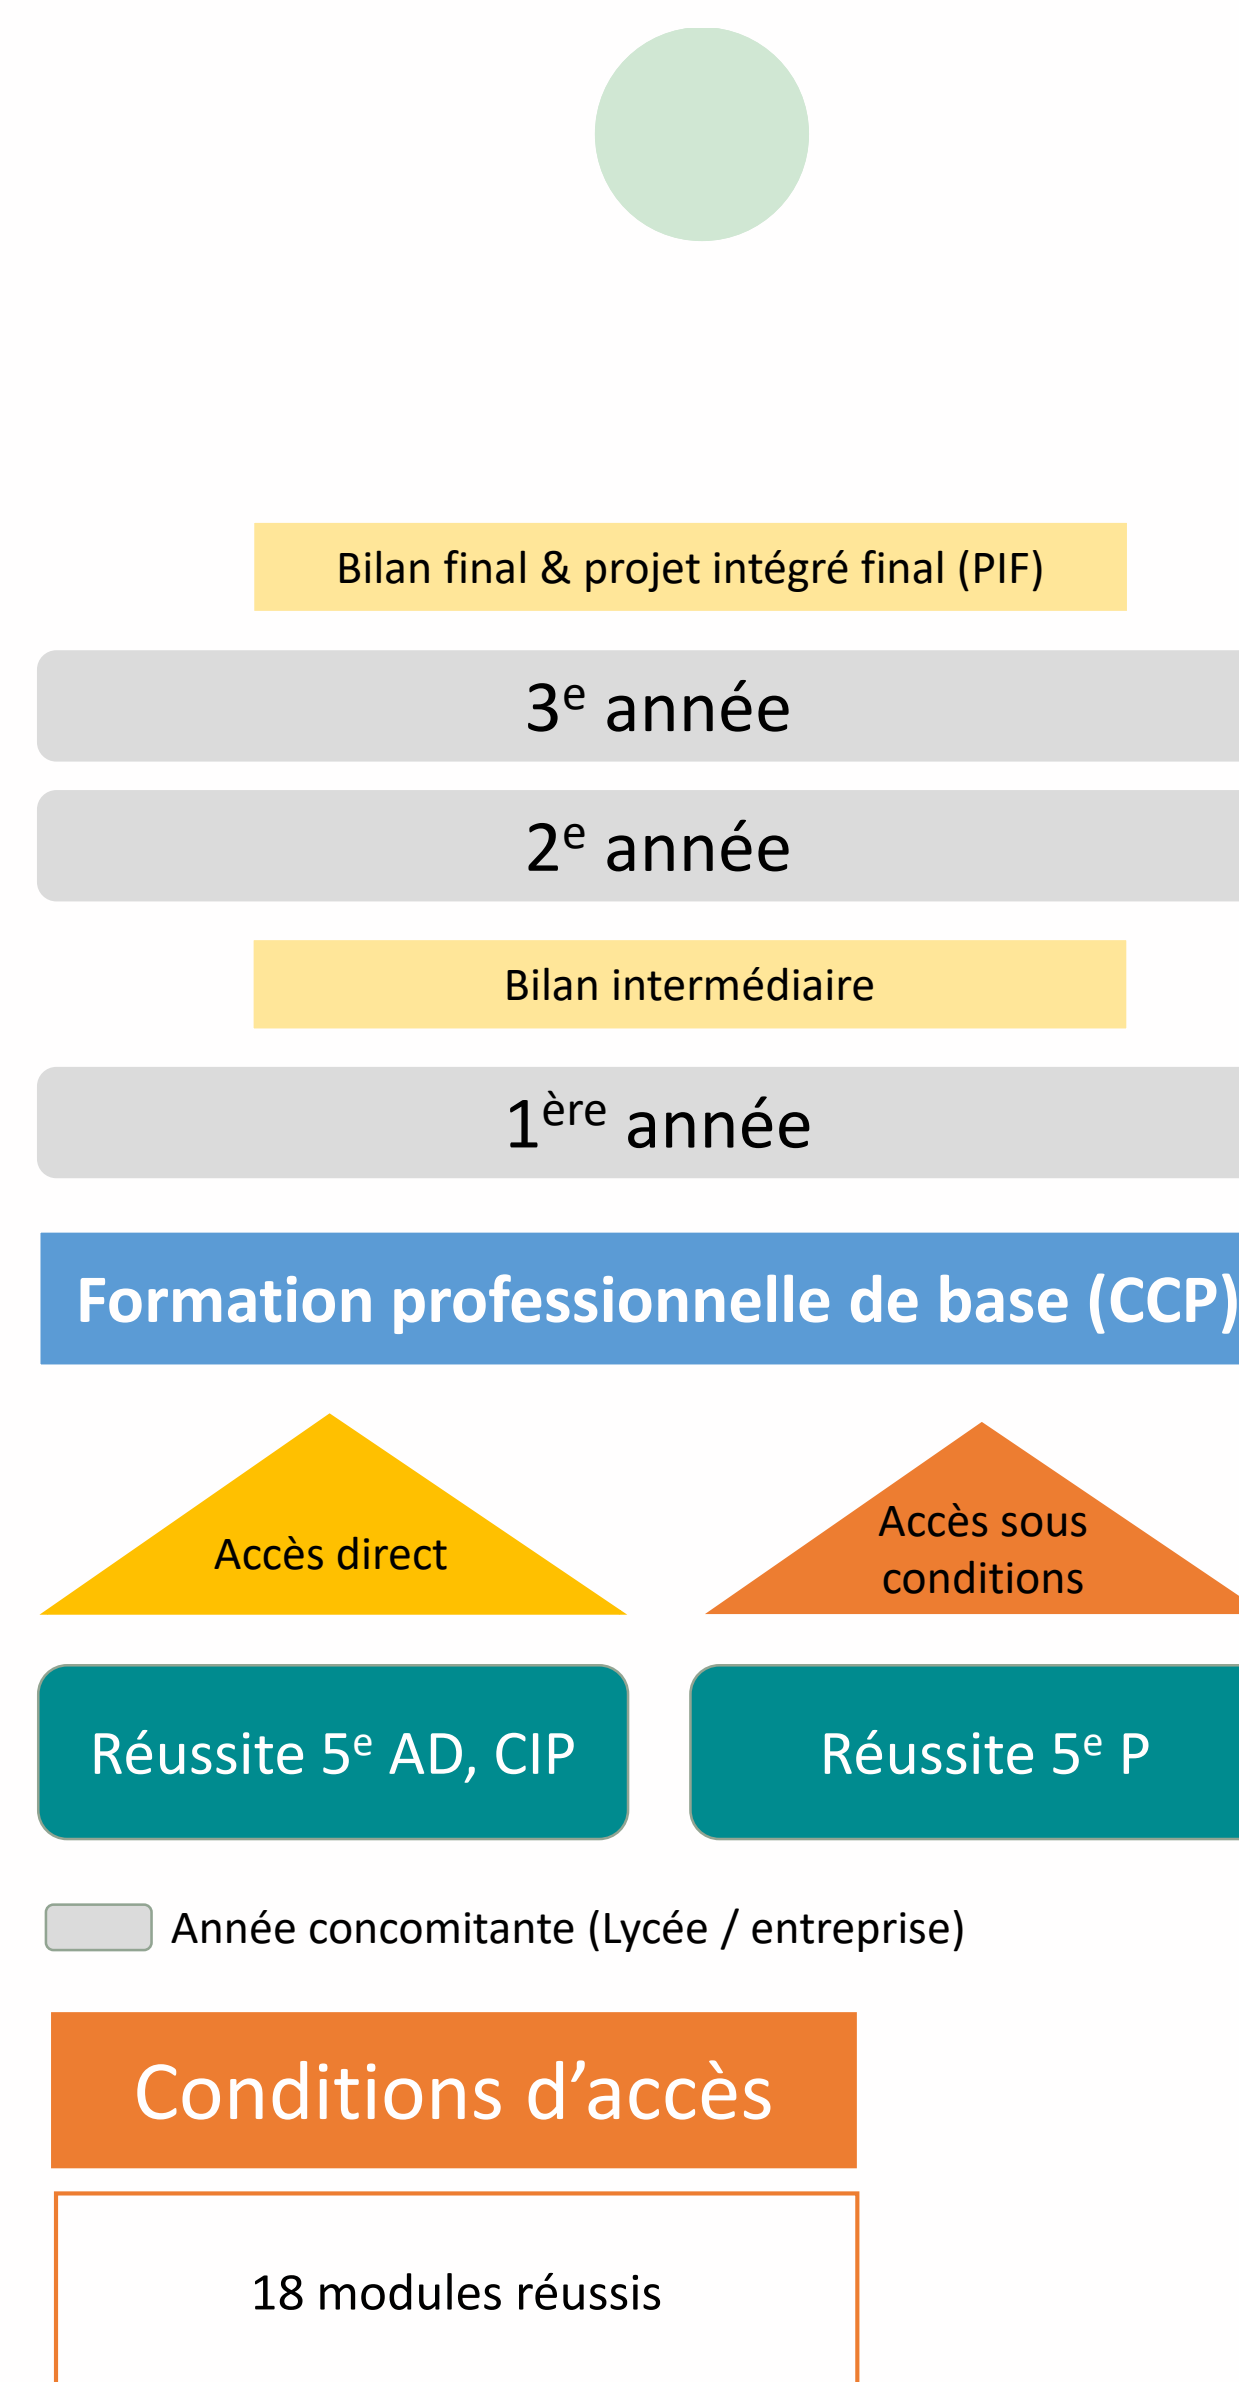 Bilan final & projet intégré final (PIF)
3e année
2e année
Bilan intermédiaire
1ère année
Formation professionnelle de base (CCP)
Accès direct
Accès sous
conditions
Réussite 5e AD, CIP
Réussite 5e P
Année concomitante (Lycée / entreprise)
Conditions d’accès
18 modules réussis